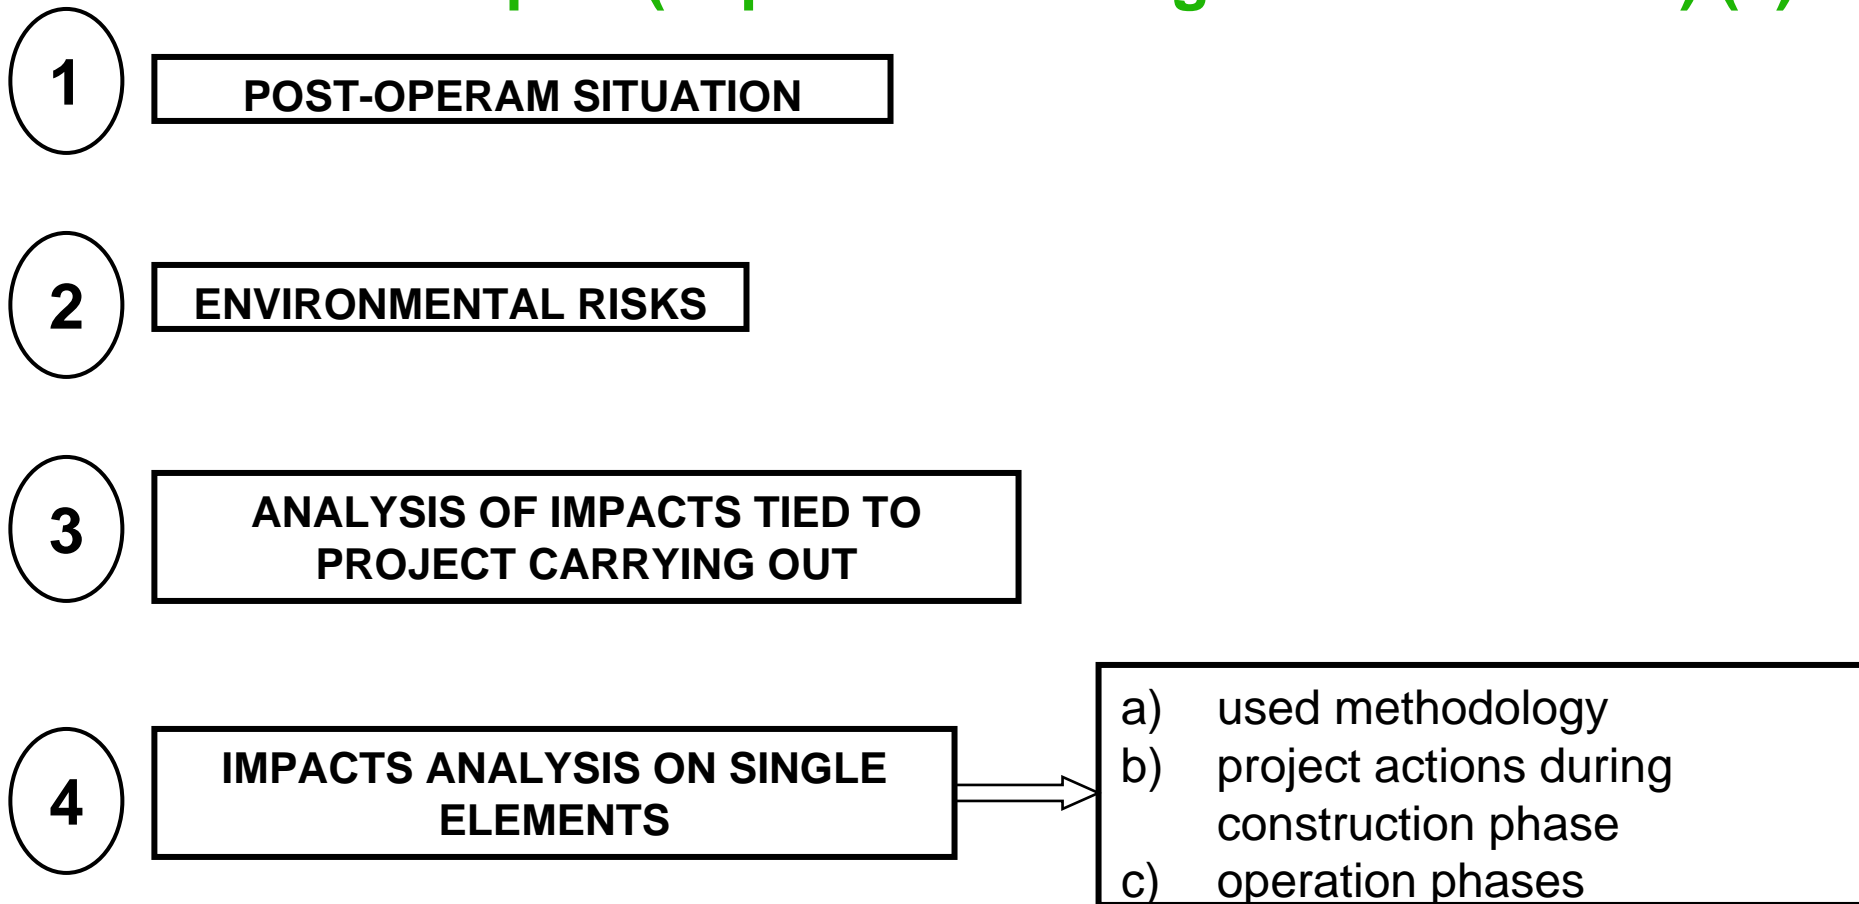 1
POST-OPERAM SITUATION
2
ENVIRONMENTAL RISKS
3
ANALYSIS OF IMPACTS TIED TO
PROJECT CARRYING OUT
4
IMPACTS ANALYSIS ON SINGLE
ELEMENTS
a) used methodology
b) project actions during
construction phase
c) operation phases